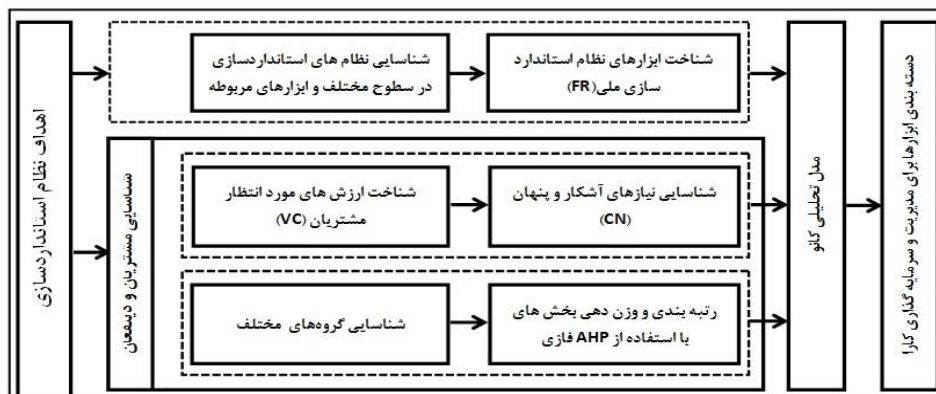 اهداف نظام استانداردسازی
شناسایی نظام های استانداردسازی
در سطوح مختلف و ابزارهای مربوطه
شناخت ابزارهای نظام استاندارد
سازی ملی(FR)
شناسایی مشتریان و ذینفعان
شناخت ارزش های مورد انتظار
مشتریان (VC)
شناسایی نیازهای آشکار و پنهان
(CN)
شناسایی گروه‌های مختلف
رتبه بندی و وزن دهی بخش های
با استفاده از AHP فازی
مدل تحلیلی کانو
دسته بندی ابزارها برای مدیریت و سرمایه گذاری کارا